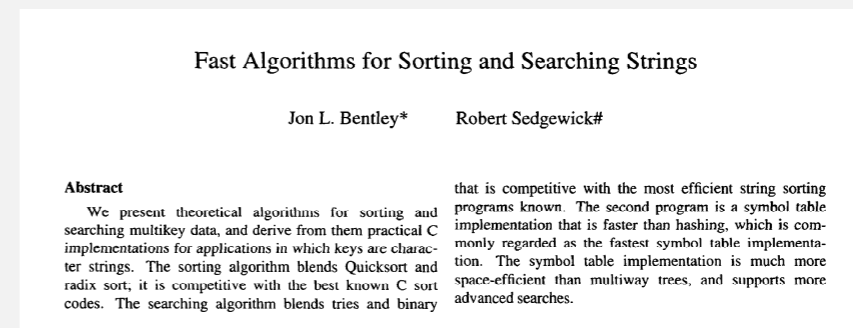 Fast Algorithms for Sorting and Searching Strings
Jon L. Bentley* Robert Sedgewick#
Abstract
We present theoretical algorithms for sorting and
searching multikey data, and derive from them practical C
implementations for applications in which keys are charac-
ter strings. The sorting algorithm blends Quicksort and
radix sort; it is competitive with the best known C sort
codes. The searching algorithm blends tries and binary
that is competitive with the most efficient string sorting
programs known. The second program is a symbol table
implementation that is faster than hashing, which is com-
monly regarded as the fastest symbol table implementa-
tion. The symbol table implementation is much more
space-efficient than multiway trees, and supports more
advanced searches.